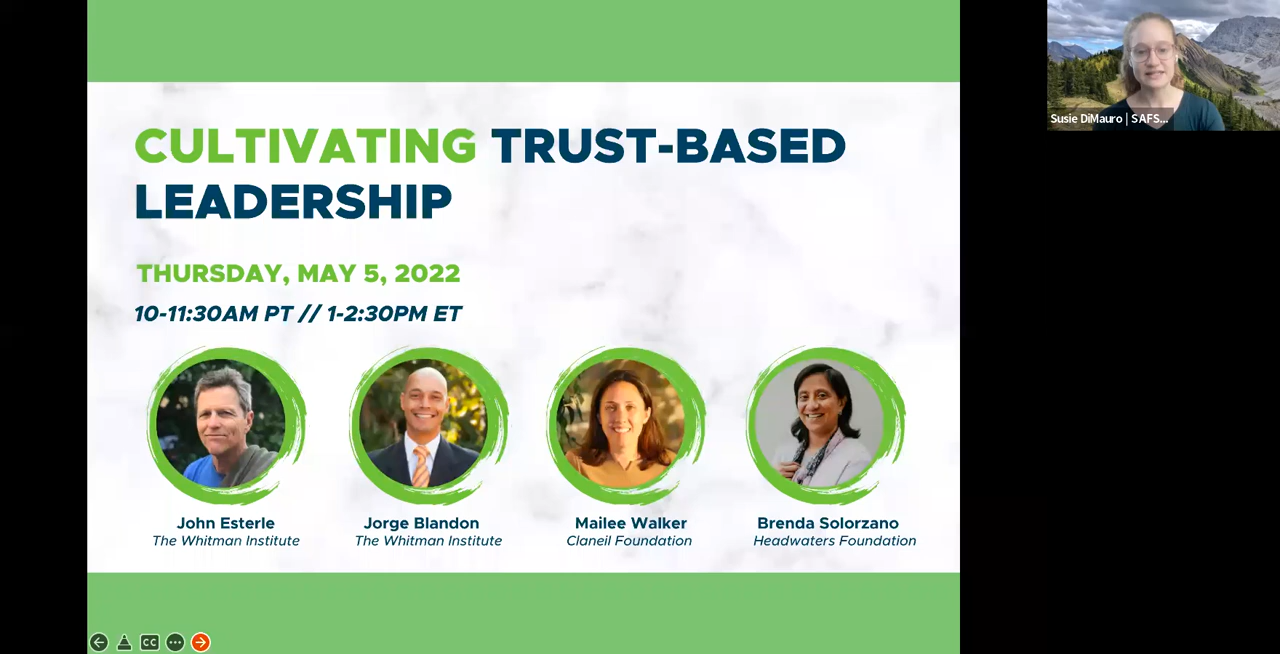 CULTIVATING TRUST-BASED
LEADERSHIP
THURSDAY, MAY 5, 2022
10-11:30AM PT // 1-2:30PM ET
John Esterle
The Whitman Institute
Jorge Blandon
The Whitman Institute
Mailee Walker
Claneil Foundation
Brenda Solorzano
Headwaters Foundation
CC
Susie DiMauro | SAFS...